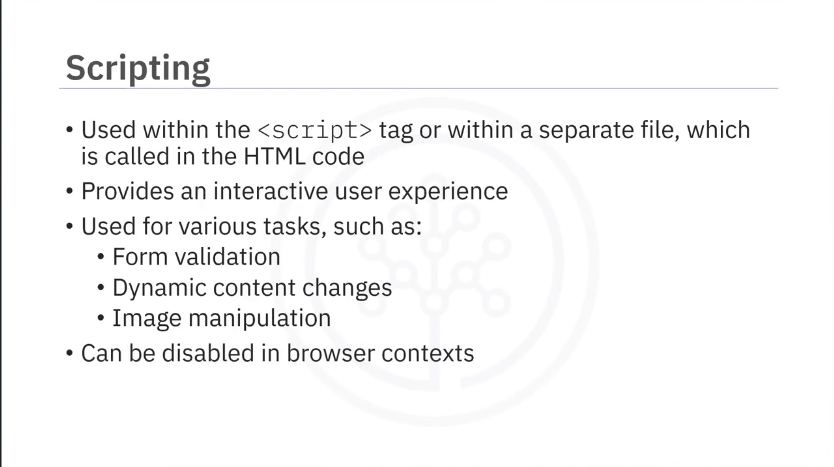 Scripting
• Used within the <script> tag or within a separate file, which
is called in the HTML code
• Provides an interactive user experience
• Used for various tasks, such as:
• Form validation
• Dynamic content changes
• Image manipulation
• Can be disabled in browser contexts